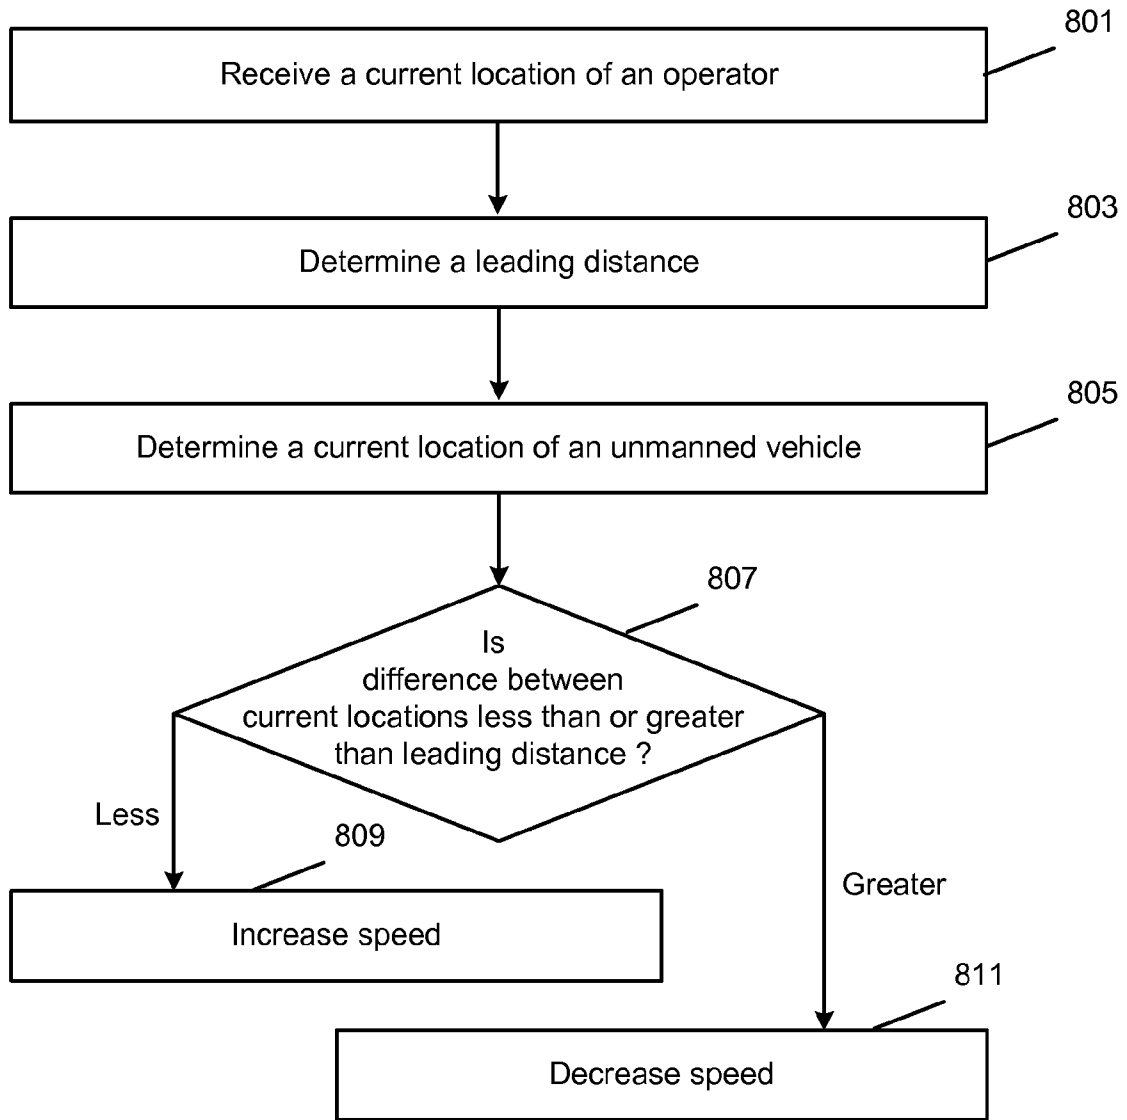 801
Receive a current location of an operator
803
Determine a leading distance
805
Determine a current location of an unmanned vehicle
807
Is
difference between
current locations less than or greater
than leading distance ?
Less
809
Greater
Increase speed
811
Decrease speed